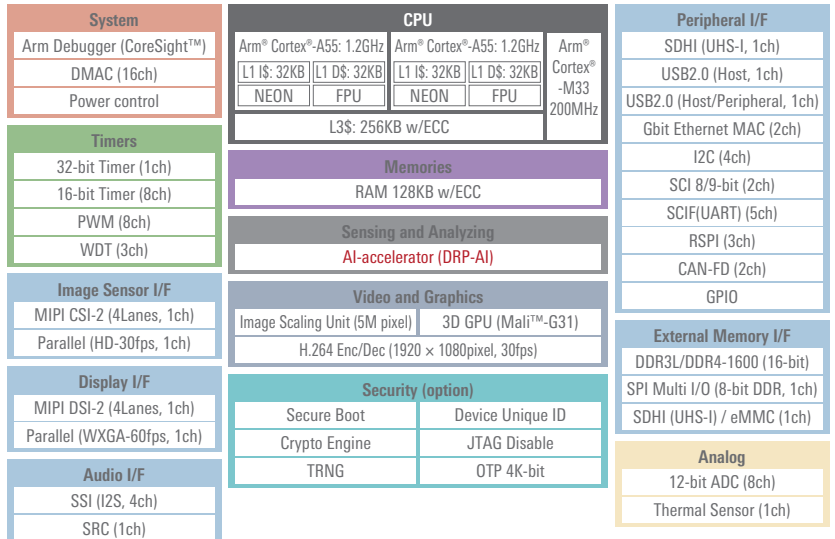 System
Arm Debugger (CoreSight™)
DMAC (16ch)
Power control
Timers
32-bit Timer (1ch)
16-bit Timer (8ch)
PWM (8ch)
WDT (3ch)
Image Sensor I/F
MIPI CSI-2 (4Lanes, 1ch)
Parallel (HD-30fps, 1ch)
Display I/F
MIPI DSI-2 (4Lanes, 1ch)
Parallel (WXGA-60fps, 1ch)
Audio I/F
SSI (I2S, 4ch)
SRC (1ch)
CPU
Arm® Cortex®-A55: 1.2GHz
L1 I$: 32KB L1 D$: 32KB
NEON FPU
Arm® Cortex®-A55: 1.2GHz
L1 I$: 32KB L1 D$: 32KB
NEON FPU
L3$: 256KB w/ECC
Arm®
Cortex®
-M33
200MHz
Memories
RAM 128KB w/ECC
Sensing and Analyzing
AI-accelerator (DRP-AI)
Video and Graphics
Image Scaling Unit (5M pixel) 3D GPU (Mali™-G31)
H.264 Enc/Dec (1920 × 1080pixel, 30fps)
Security (option)
Secure Boot Device Unique ID
Crypto Engine JTAG Disable
TRNG OTP 4K-bit
Peripheral I/F
SDHI (UHS-I, 1ch)
USB2.0 (Host, 1ch)
USB2.0 (Host/Peripheral, 1ch)
Gbit Ethernet MAC (2ch)
I2C (4ch)
SCI 8/9-bit (2ch)
SCIF(UART) (5ch)
RSPI (3ch)
CAN-FD (2ch)
GPIO
External Memory I/F
DDR3L/DDR4-1600 (16-bit)
SPI Multi I/O (8-bit DDR, 1ch)
SDHI (UHS-I) / eMMC (1ch)
Analog
12-bit ADC (8ch)
Thermal Sensor (1ch)